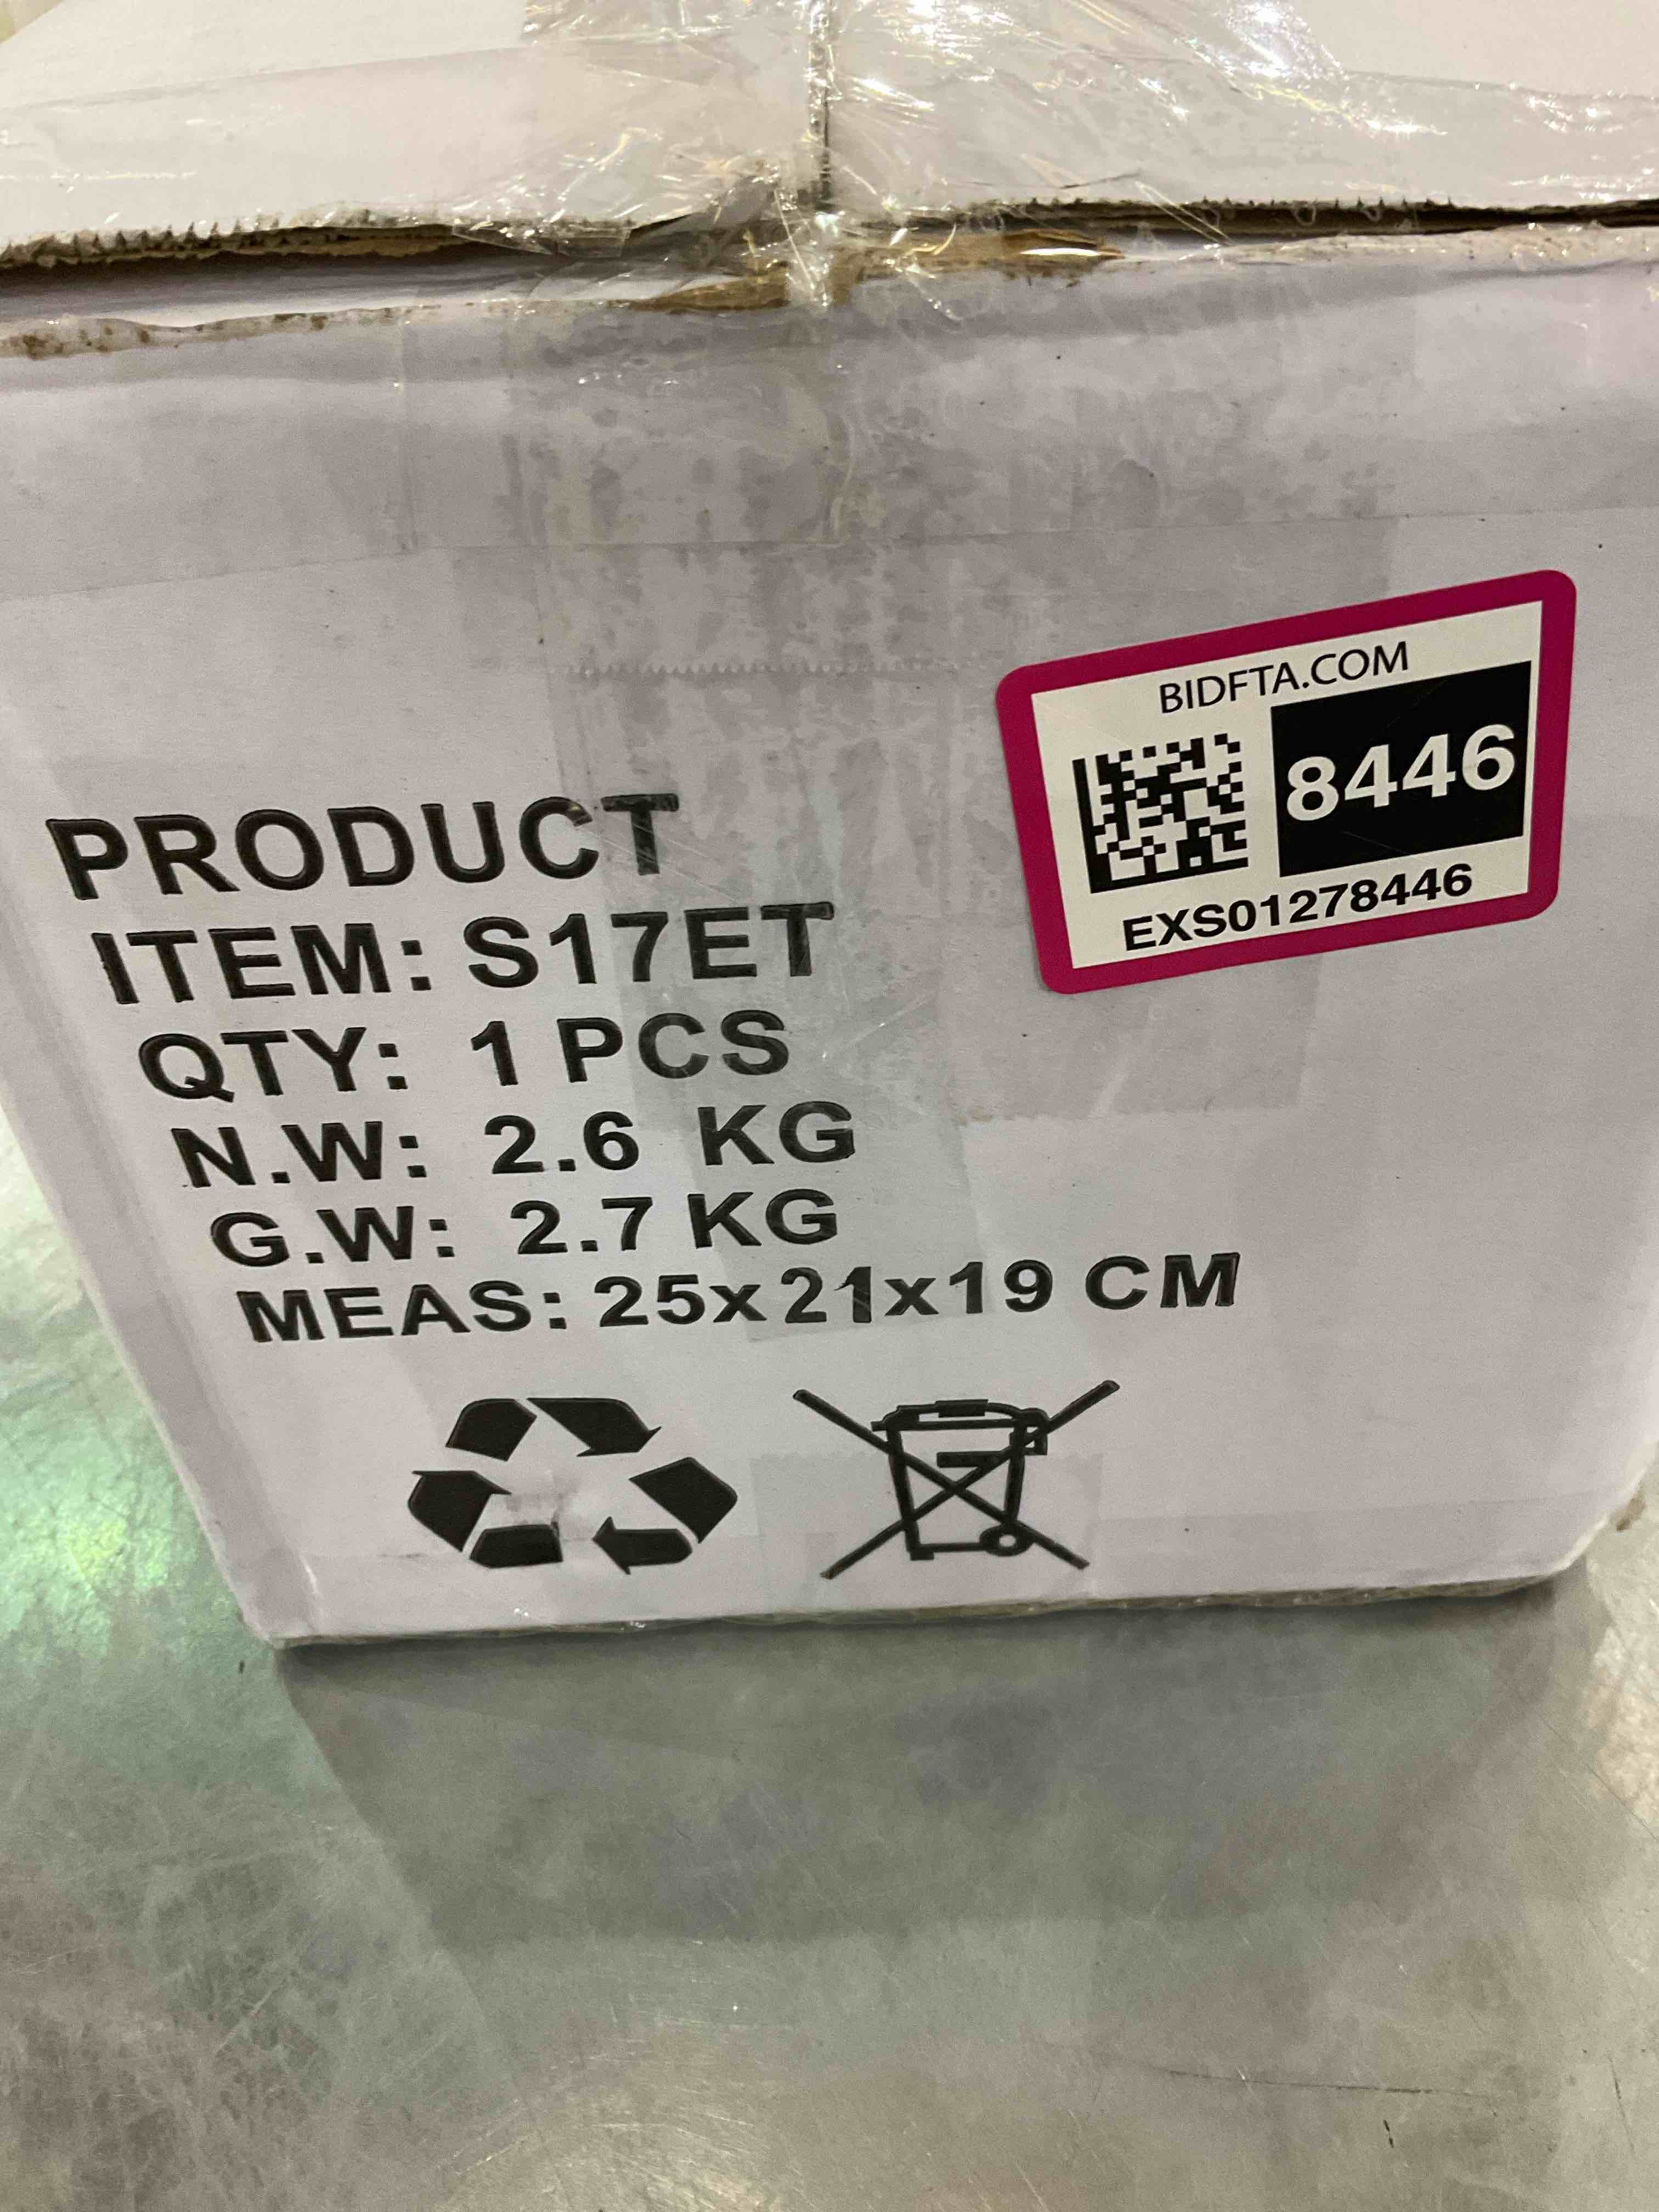 BIDFTA.COM
8446
EXS01278446
PRODUCT
ITEM: S17ET
QTY: 1 PCS
N.W: 2.6 KG
G.W: 2.7 KG
MEAS: 25x21x19 CM